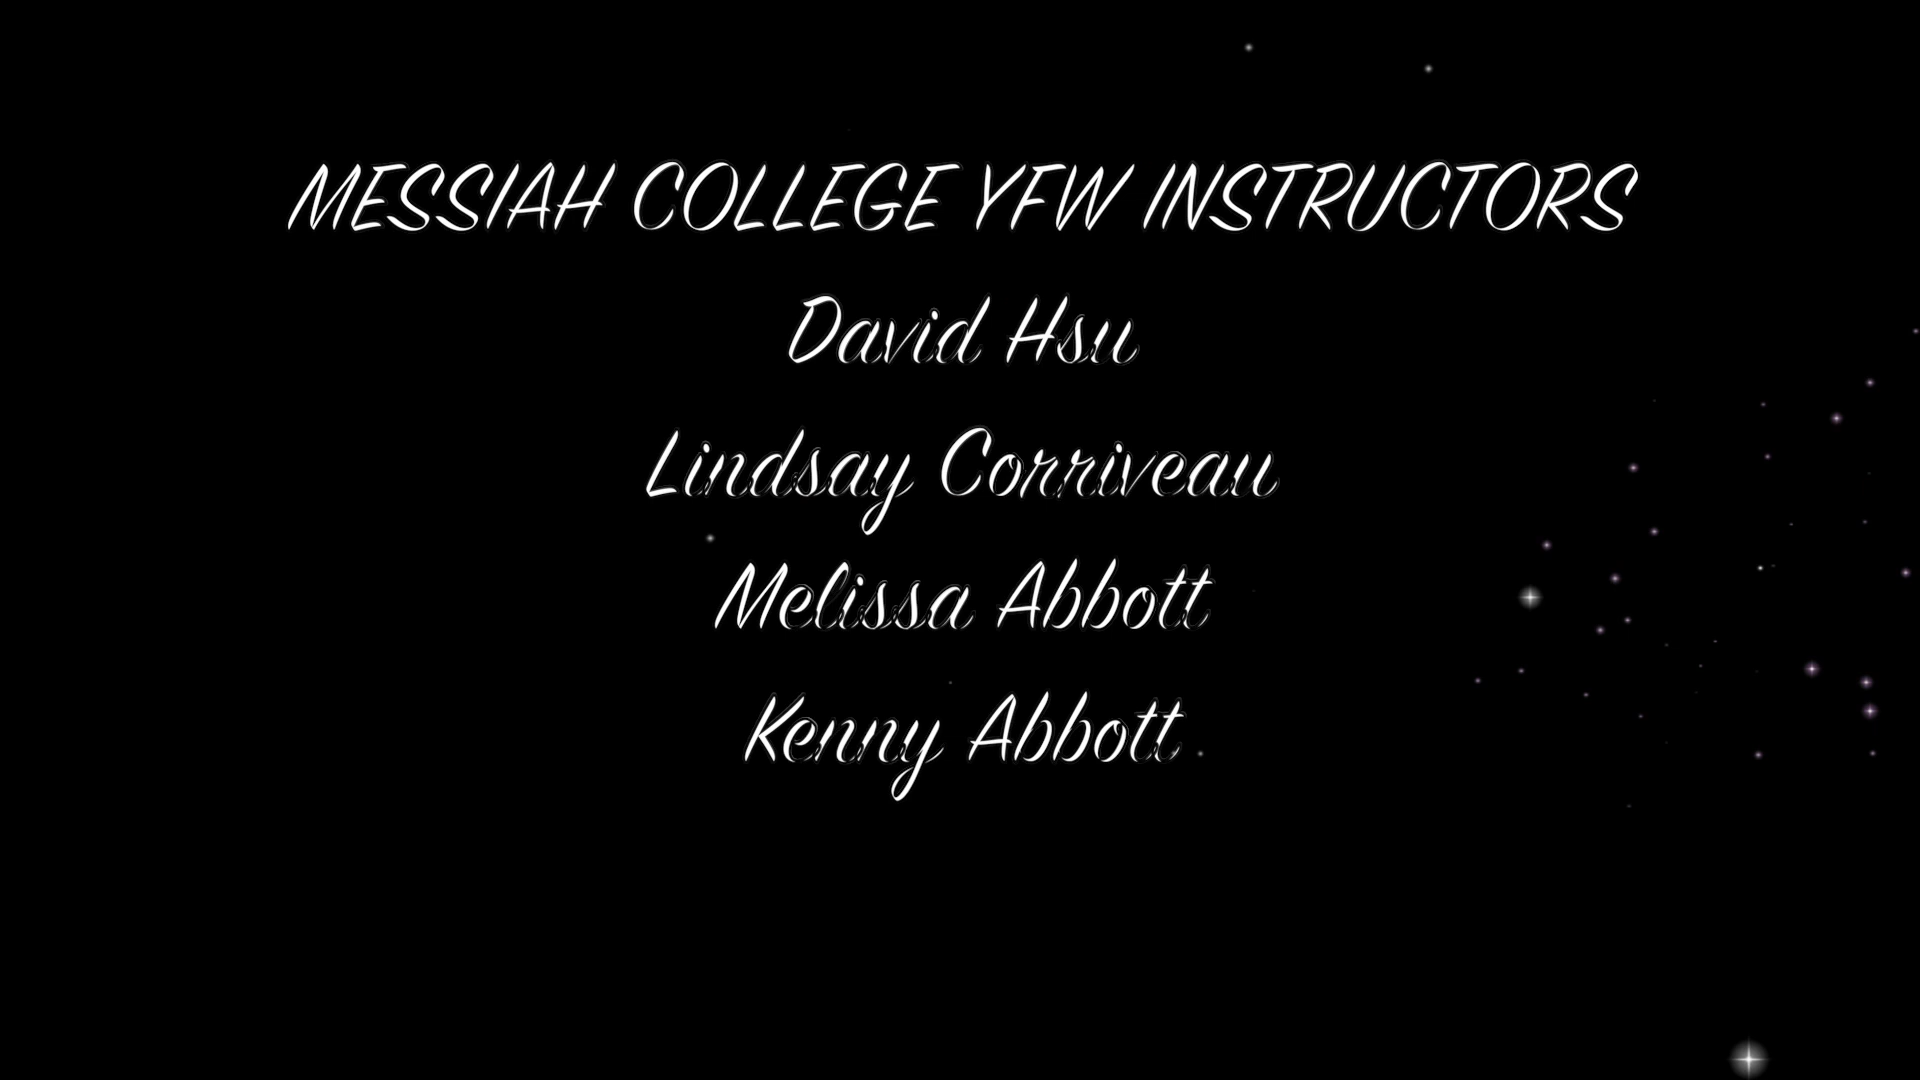 MESSIAH COLLEGE YFW INSTRUCTORS
David Hsu
Lindsay Corriveau
Melissa Abbott
Kenny Abbott